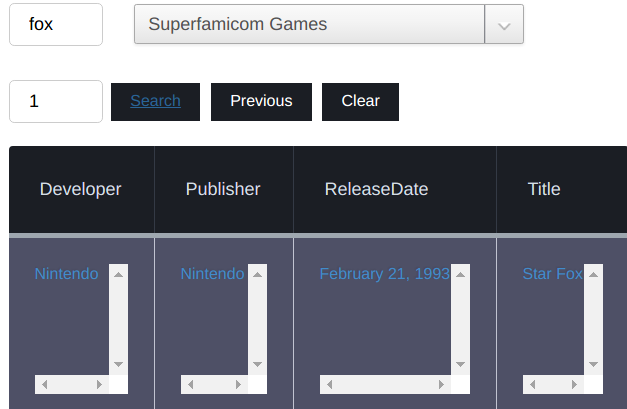 fox Superfamicom Games
1 Search Previous Clear
Developer Publisher ReleaseDate Title
Nintendo Nintendo February 21, 1993 Star Fox